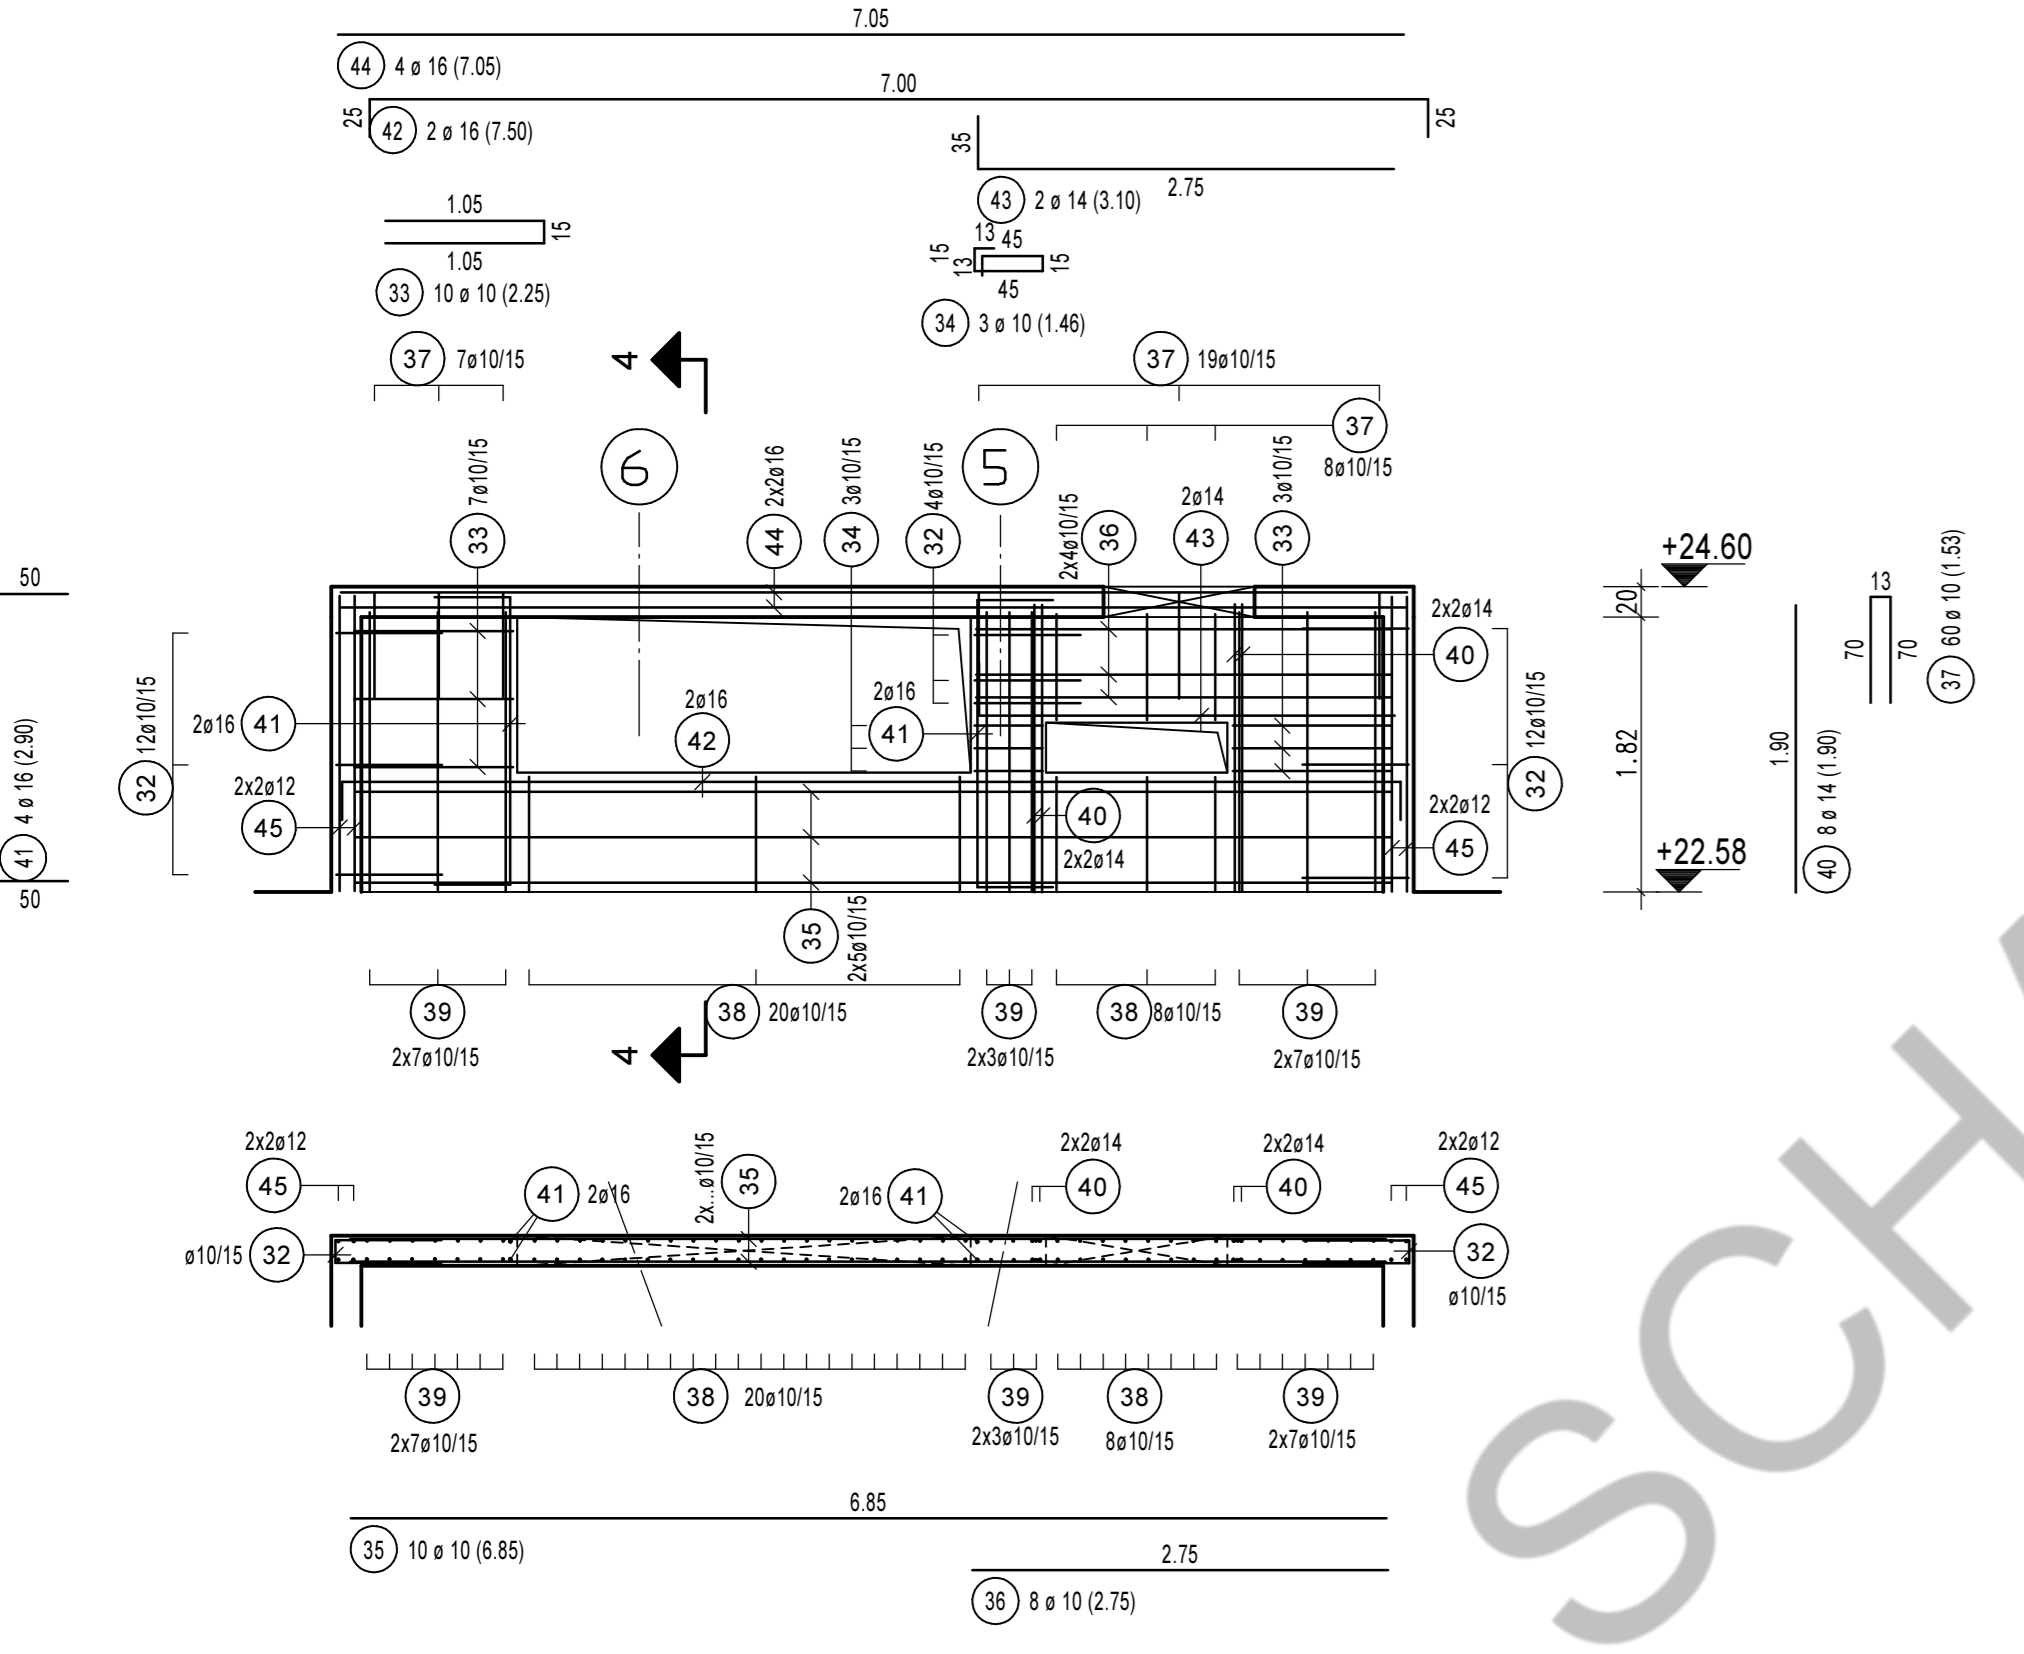 7.05
44 4 ø 16 (7.05)
7.00
25
25
42 2 ø 16 (7.50)
35
2.75
43 2 ø 14 (3.10)
1.05
15
1.05
33 10 ø 10 (2.25)
13 45
15
13
15
45
34 3 ø 10 (1.46)
37 7ø10/15
4
37 19ø10/15
37
8ø10/15
6
5
33 7ø10/15
44 2x2ø16
34 3ø10/15
32 4ø10/15
2x4ø10/15
36
2ø14
43
33 3ø10/15
+24.60
20
1.82
+22.58
13
70
70
37 60 ø 10 (1.53)
1.90
40 8 ø 14 (1.90)
50
41 4 ø 16 (2.90)
50
32 12ø10/15
2ø16 41
2x2ø12
45
2ø16
42
2ø16
41
40
2x2ø14
2x2ø14
40
32 12ø10/15
2x2ø12
45
35 2x5ø10/15
39
2x7ø10/15
38 20ø10/15
39
2x3ø10/15
38 8ø10/15
39
2x7ø10/15
4
2x2ø12
45
41 2ø16
2x...ø10/15
35
2ø16 41
2x2ø14
40
2x2ø14
40
2x2ø12
45
ø10/15 32
32
ø10/15
39
2x7ø10/15
38 20ø10/15
39
2x3ø10/15
38
8ø10/15
39
2x7ø10/15
6.85
35 10 ø 10 (6.85)
2.75
36 8 ø 10 (2.75)
SCH